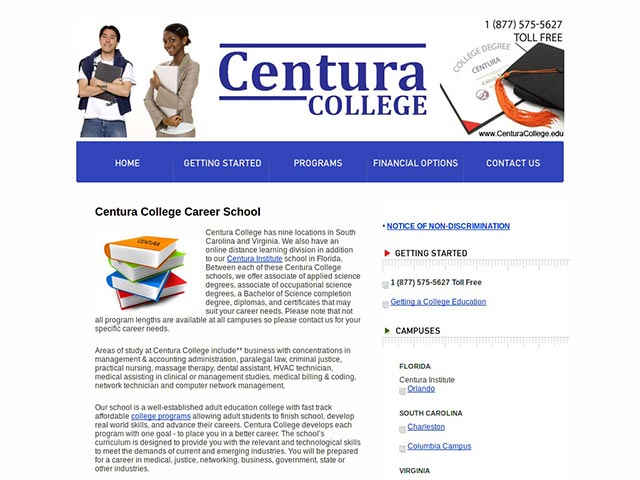 1 (877) 575-5627
TOLL FREE
Centura
COLLEGE
COLLEGE DEGREE
CENTURA
www.CenturaCollege.edu
HOME
GETTING STARTED
PROGRAMS
FINANCIAL OPTIONS
CONTACT US
Centura College Career School
CENTURA
Centura College has nine locations in South
Carolina and Virginia. We also have an
online distance learning division in addition
to our Centura Institute school in Florida.
Between each of these Centura College
schools, we offer associate of applied science
degrees, associate of occupational science
degrees, a Bachelor of Science completion
degree, diplomas, and certificates that may
suit your career needs. Please note that not
all program lengths are available at all campuses so please contact us for your
specific career needs.
Areas of study at Centura College include** business with concentrations in
management & accounting administration, paralegal law, criminal justice,
practical nursing, massage therapy, dental assistant, HVAC technician,
medical assisting in clinical or management studies, medical billing & coding,
network technician and computer network management.
Our school is a well-established adult education college with fast track
affordable college programs allowing adult students to finish school, develop
real world skills, and advance their careers. Centura College develops each
program with one goal - to place you in a better career. The school's
curriculum is designed to provide you with the relevant and technological skills
to meet the demands of current and emerging industries. You will be prepared
for a career in medical, justice, networking, business, government, state or
other industries.
• NOTICE OF NON-DISCRIMINATION
GETTING STARTED
1 (877) 575-5627 Toll Free
Getting a College Education
CAMPUSES
FLORIDA
Centura Institute
Orlando
SOUTH CAROLINA
Charleston
Columbia Campus
VIRGINIA